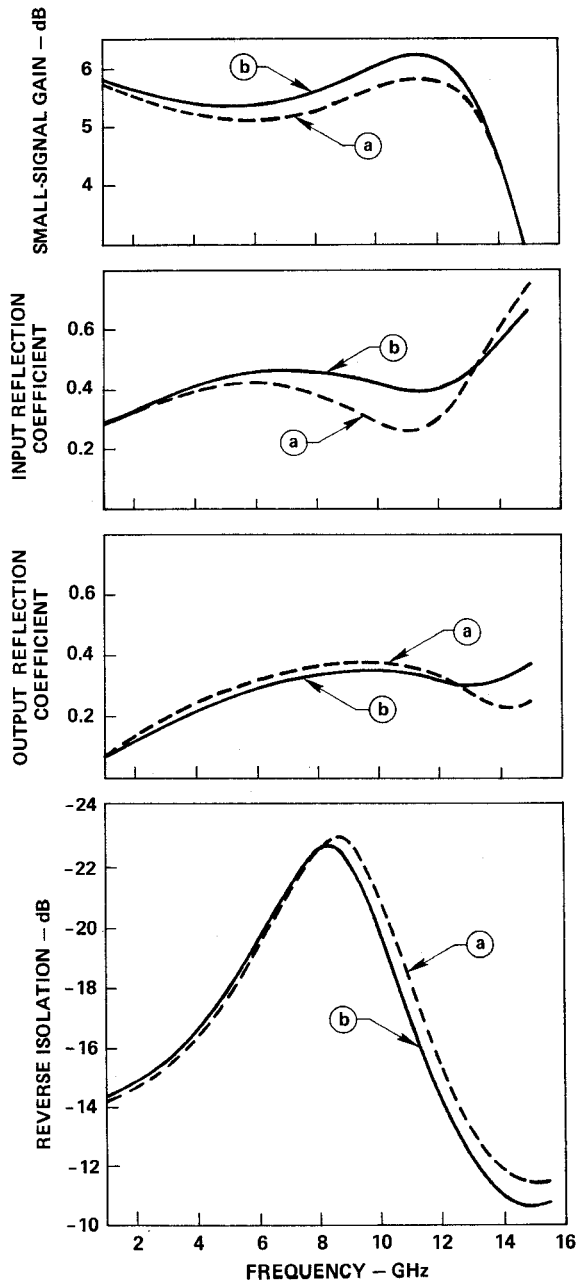 SMALL-SIGNAL GAIN – dB
6
5
4
b
a
INPUT REFLECTION
COEFFICIENT
0.6
0.4
0.2
b
a
OUTPUT REFLECTION
COEFFICIENT
0.6
0.4
0.2
a
b
REVERSE ISOLATION – dB
-24
-22
-20
-18
-16
-14
-12
-10
a
b
2 4 6 8 10 12 14 16
FREQUENCY – GHz